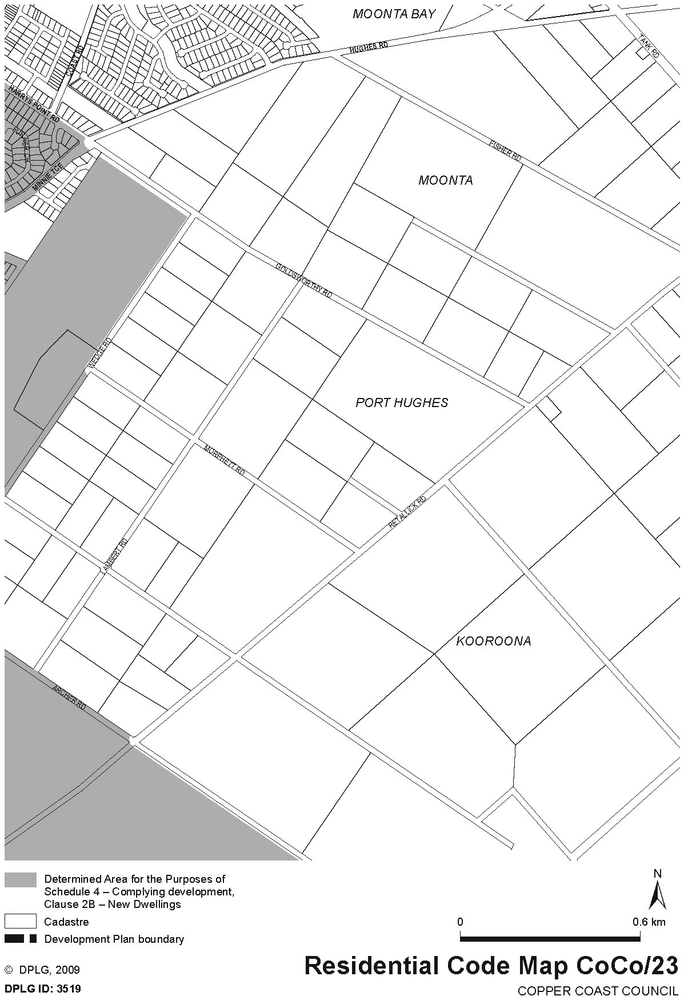 MOONTA BAY
HUGHES RD
TANK RD
COAST RD
HARRYS POINT RD
TURNER CR
MINNIE TCE
FISHER RD
MOONTA
GOLDSWORTHY RD
WEDGE RD
PORT HUGHES
MORPHETT RD
RETALLICK RD
LAMBERT RD
KOOROONA
ARCHER RD
Determined Area for the Purposes of
Schedule 4 – Complying development,
Clause 2B – New Dwellings
Cadastre
Development Plan boundary
N
0 0.6 km
© DPLG, 2009
DPLG ID: 3519
Residential Code Map CoCo/23
COPPER COAST COUNCIL